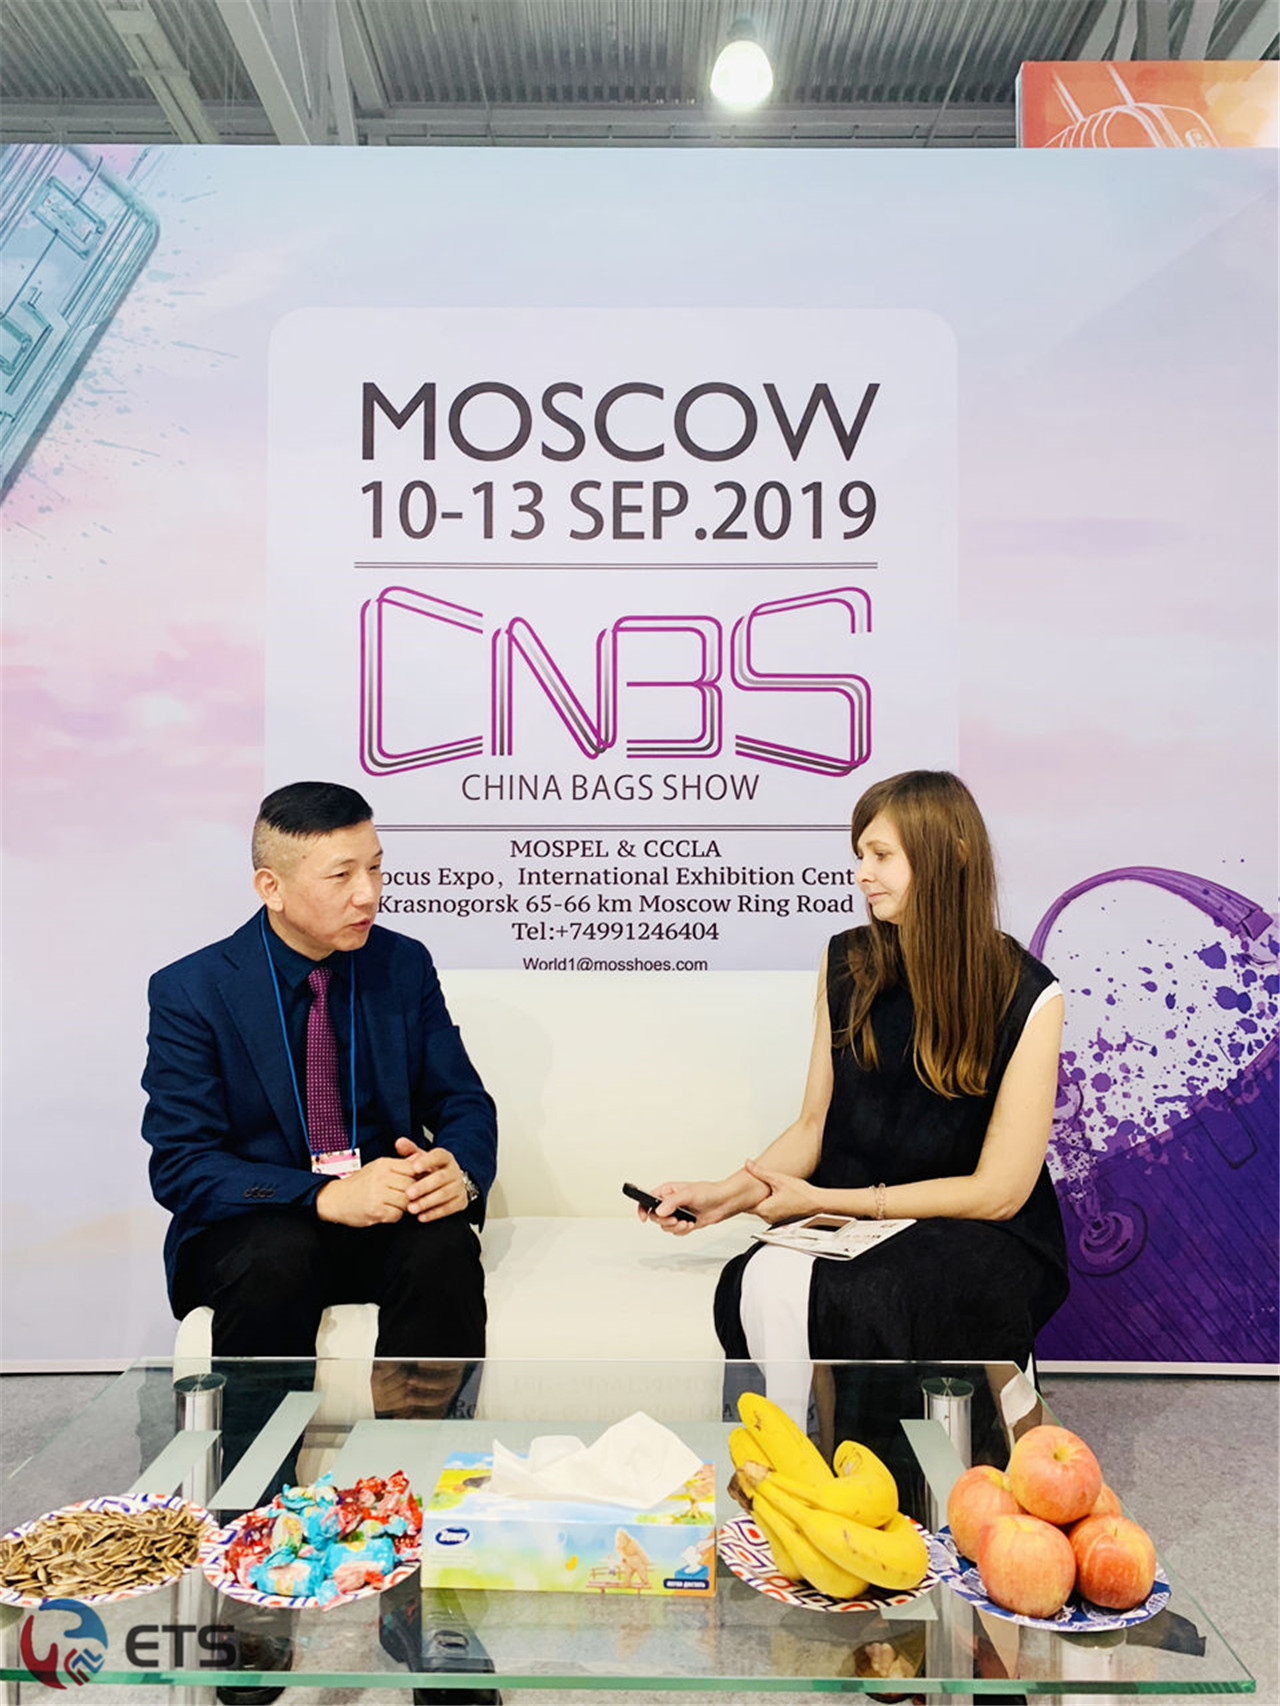 MOSCOW
10-13 SEP.2019
CNBS
CHINA BAGS SHOW
MOSPEL & CCCLA
ocus Expo, International Exhibition Cent
Krasnogorsk 65-66 km Moscow Ring Road
Tel:+74991246404
World1@mosshoes.com
Zewa
ETS